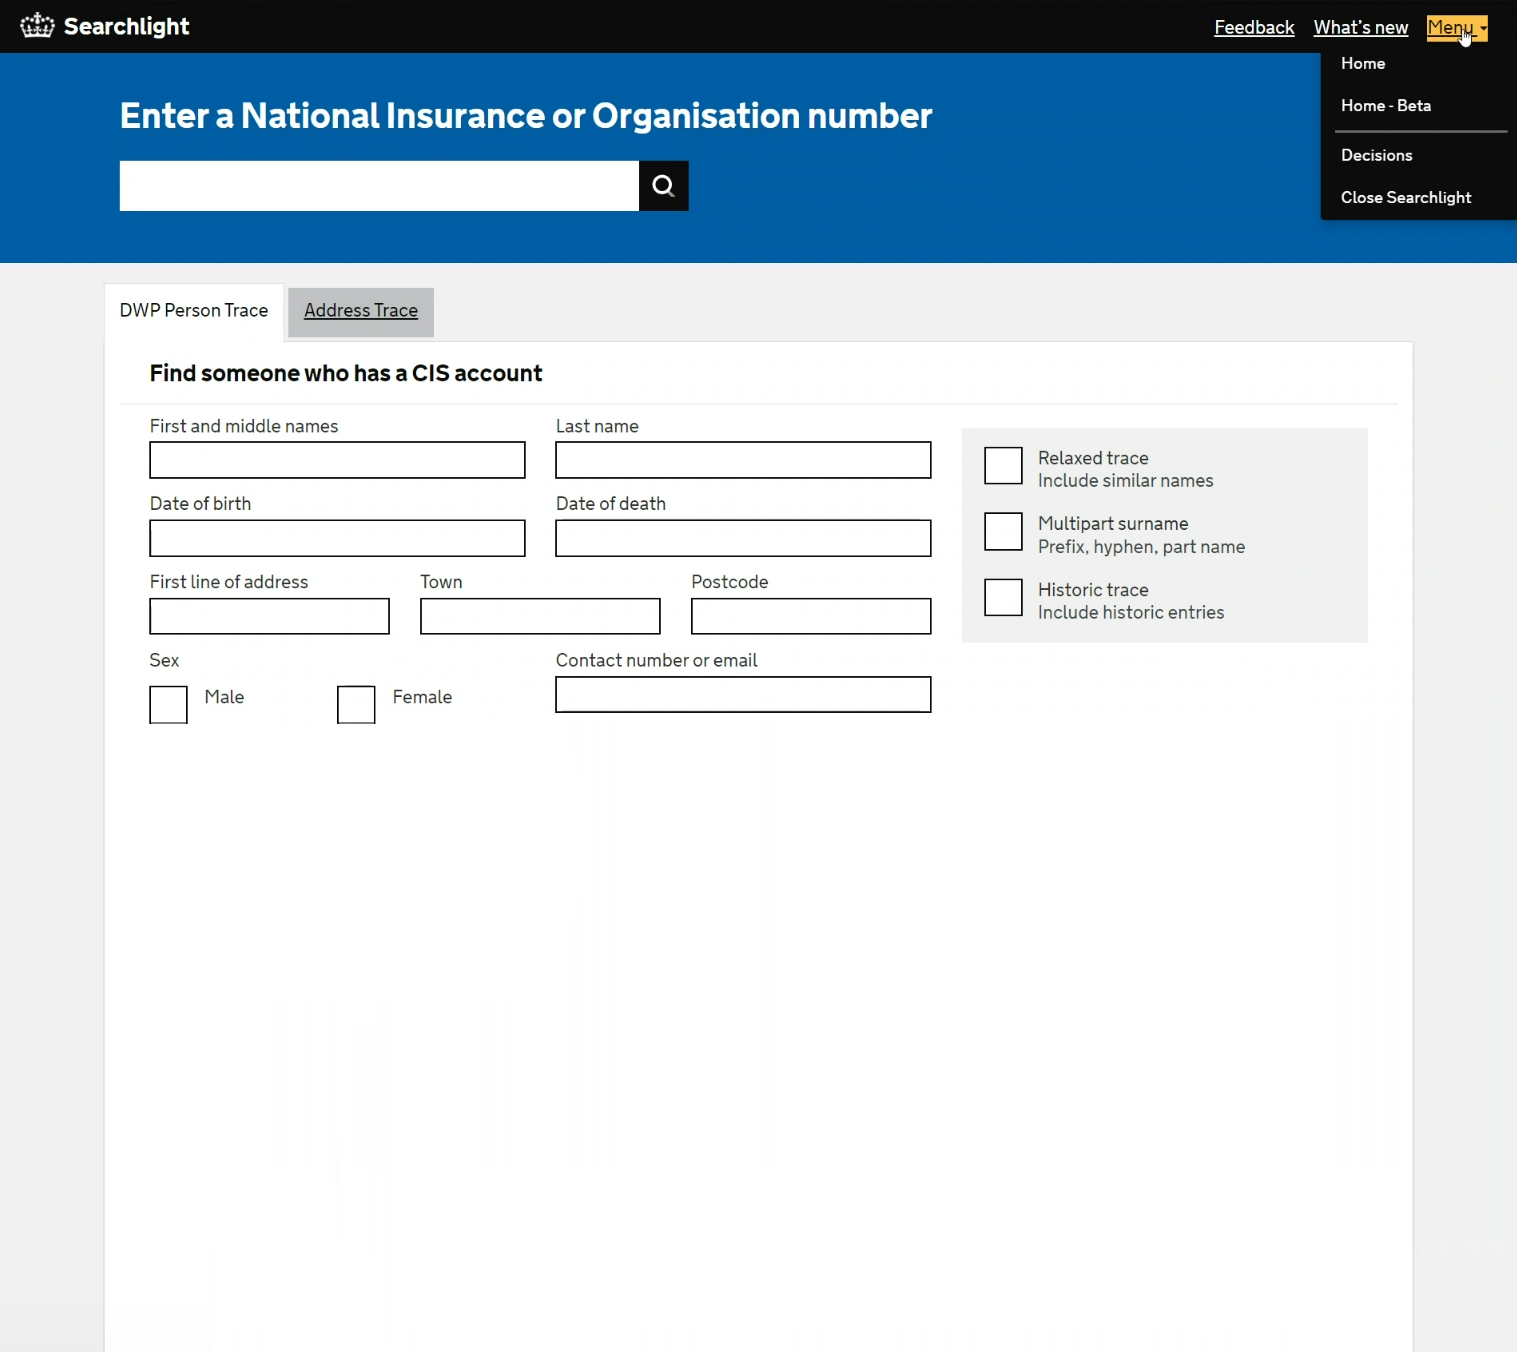 Searchlight
Feedback What's new Menu
Home
Home - Beta
Decisions
Close Searchlight
Enter a National Insurance or Organisation number
DWP Person Trace Address Trace
Find someone who has a CIS account
First and middle names Last name
Date of birth Date of death
First line of address Town Postcode
Sex Contact number or email
Male Female
Relaxed trace
Include similar names
Multipart surname
Prefix, hyphen, part name
Historic trace
Include historic entries